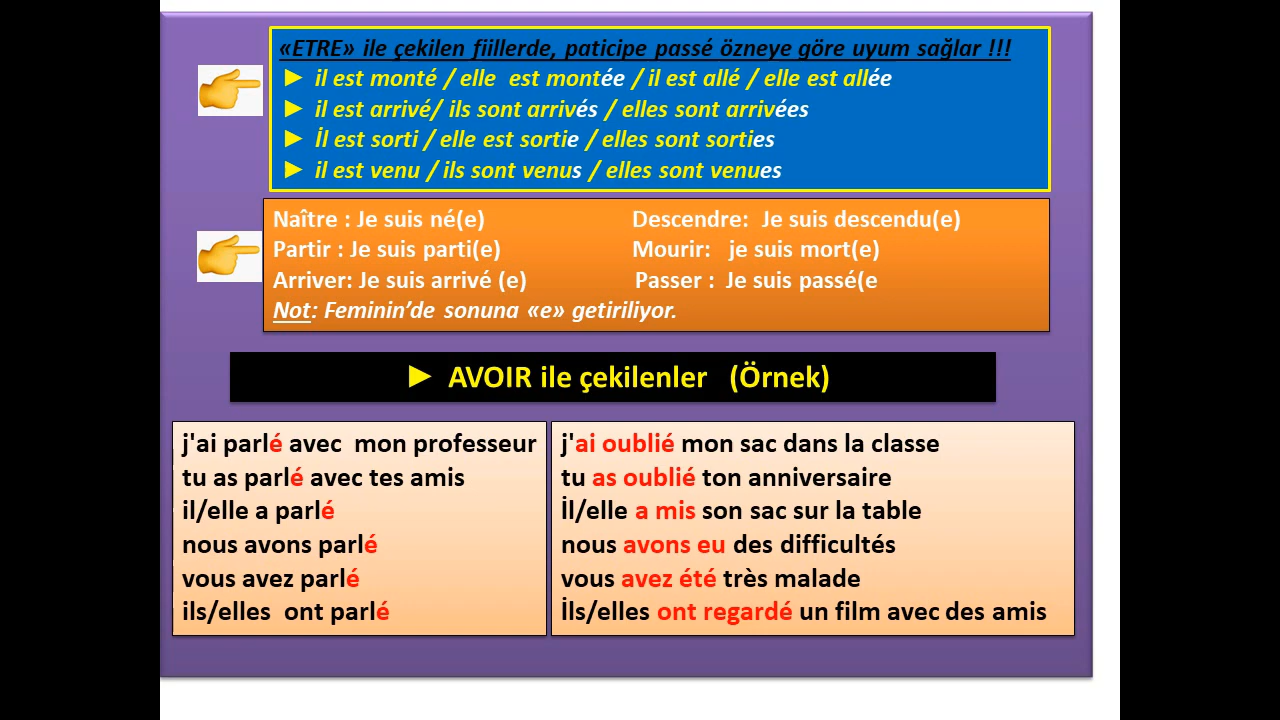 «ETRE» ile çekilen fiillerde, paticipe passé özneye göre uyum sağlar !!!
► il est monté / elle est montée / il est allé / elle est allée
► il est arrivé/ ils sont arrivés / elles sont arrivées
► İl est sorti / elle est sortie / elles sont sorties
► il est venu / ils sont venus / elles sont venues
Naître : Je suis né(e) Descendre: Je suis descendu(e)
Partir : Je suis parti(e) Mourir: je suis mort(e)
Arriver: Je suis arrivé (e) Passer : Je suis passé(e
Not: Feminin’de sonuna «e» getiriliyor.
► AVOIR ile çekilenler (Örnek)
j'ai parlé avec mon professeur
tu as parlé avec tes amis
il/elle a parlé
nous avons parlé
vous avez parlé
ils/elles ont parlé
j'ai oublié mon sac dans la classe
tu as oublié ton anniversaire
İl/elle a mis son sac sur la table
nous avons eu des difficultés
vous avez été très malade
İls/elles ont regardé un film avec des amis